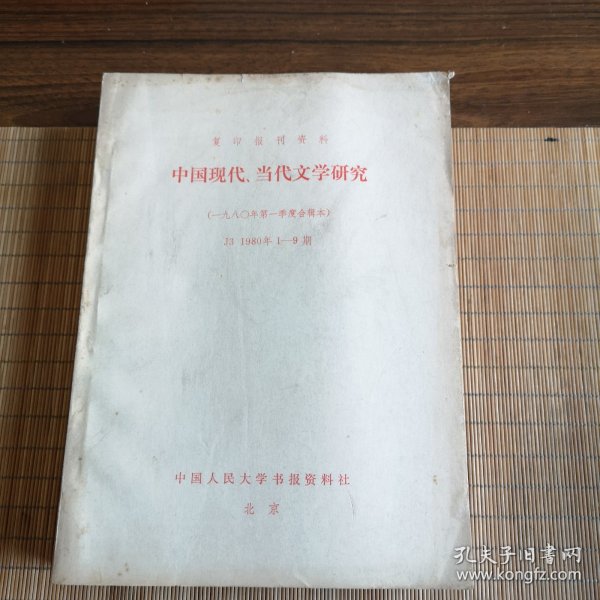 复印报刊资料
中国现代、当代文学研究
(一九八〇年第一季度合辑本)
J3 1980年1—9期
中国人民大学书报资料社
北京
孔夫子旧书网
www.kongfz.com